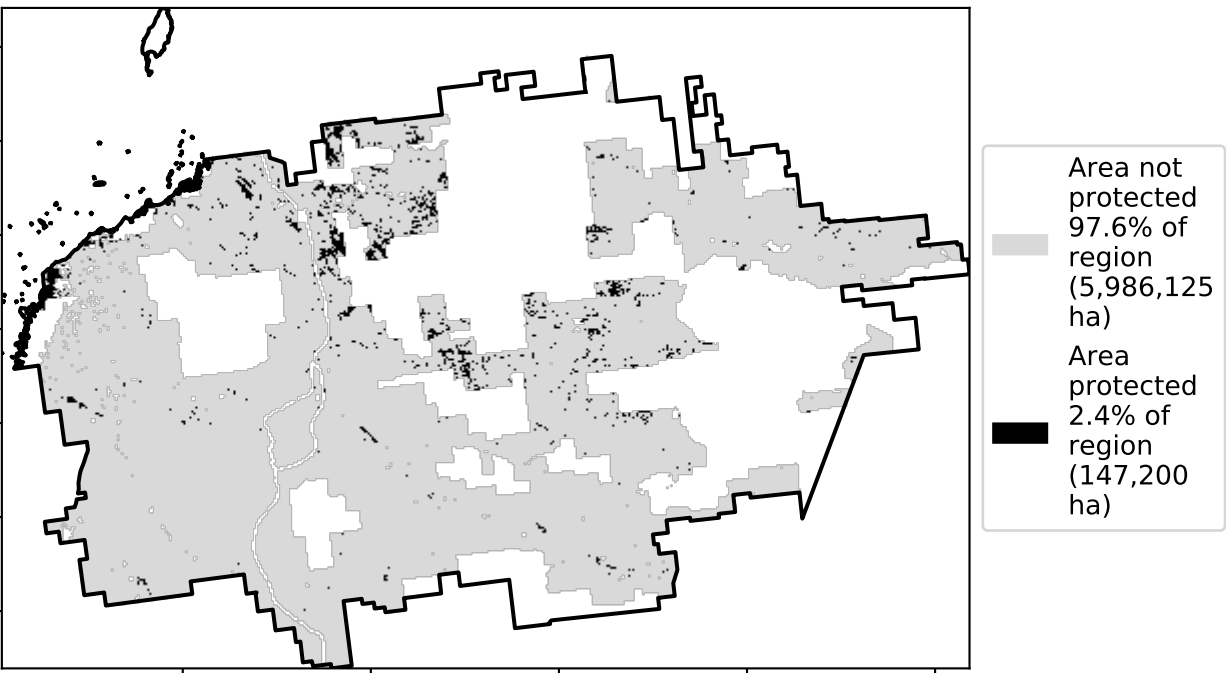 Area not
protected
97.6% of
region
(5,986,125
ha)
Area
protected
2.4% of
region
(147,200
ha)